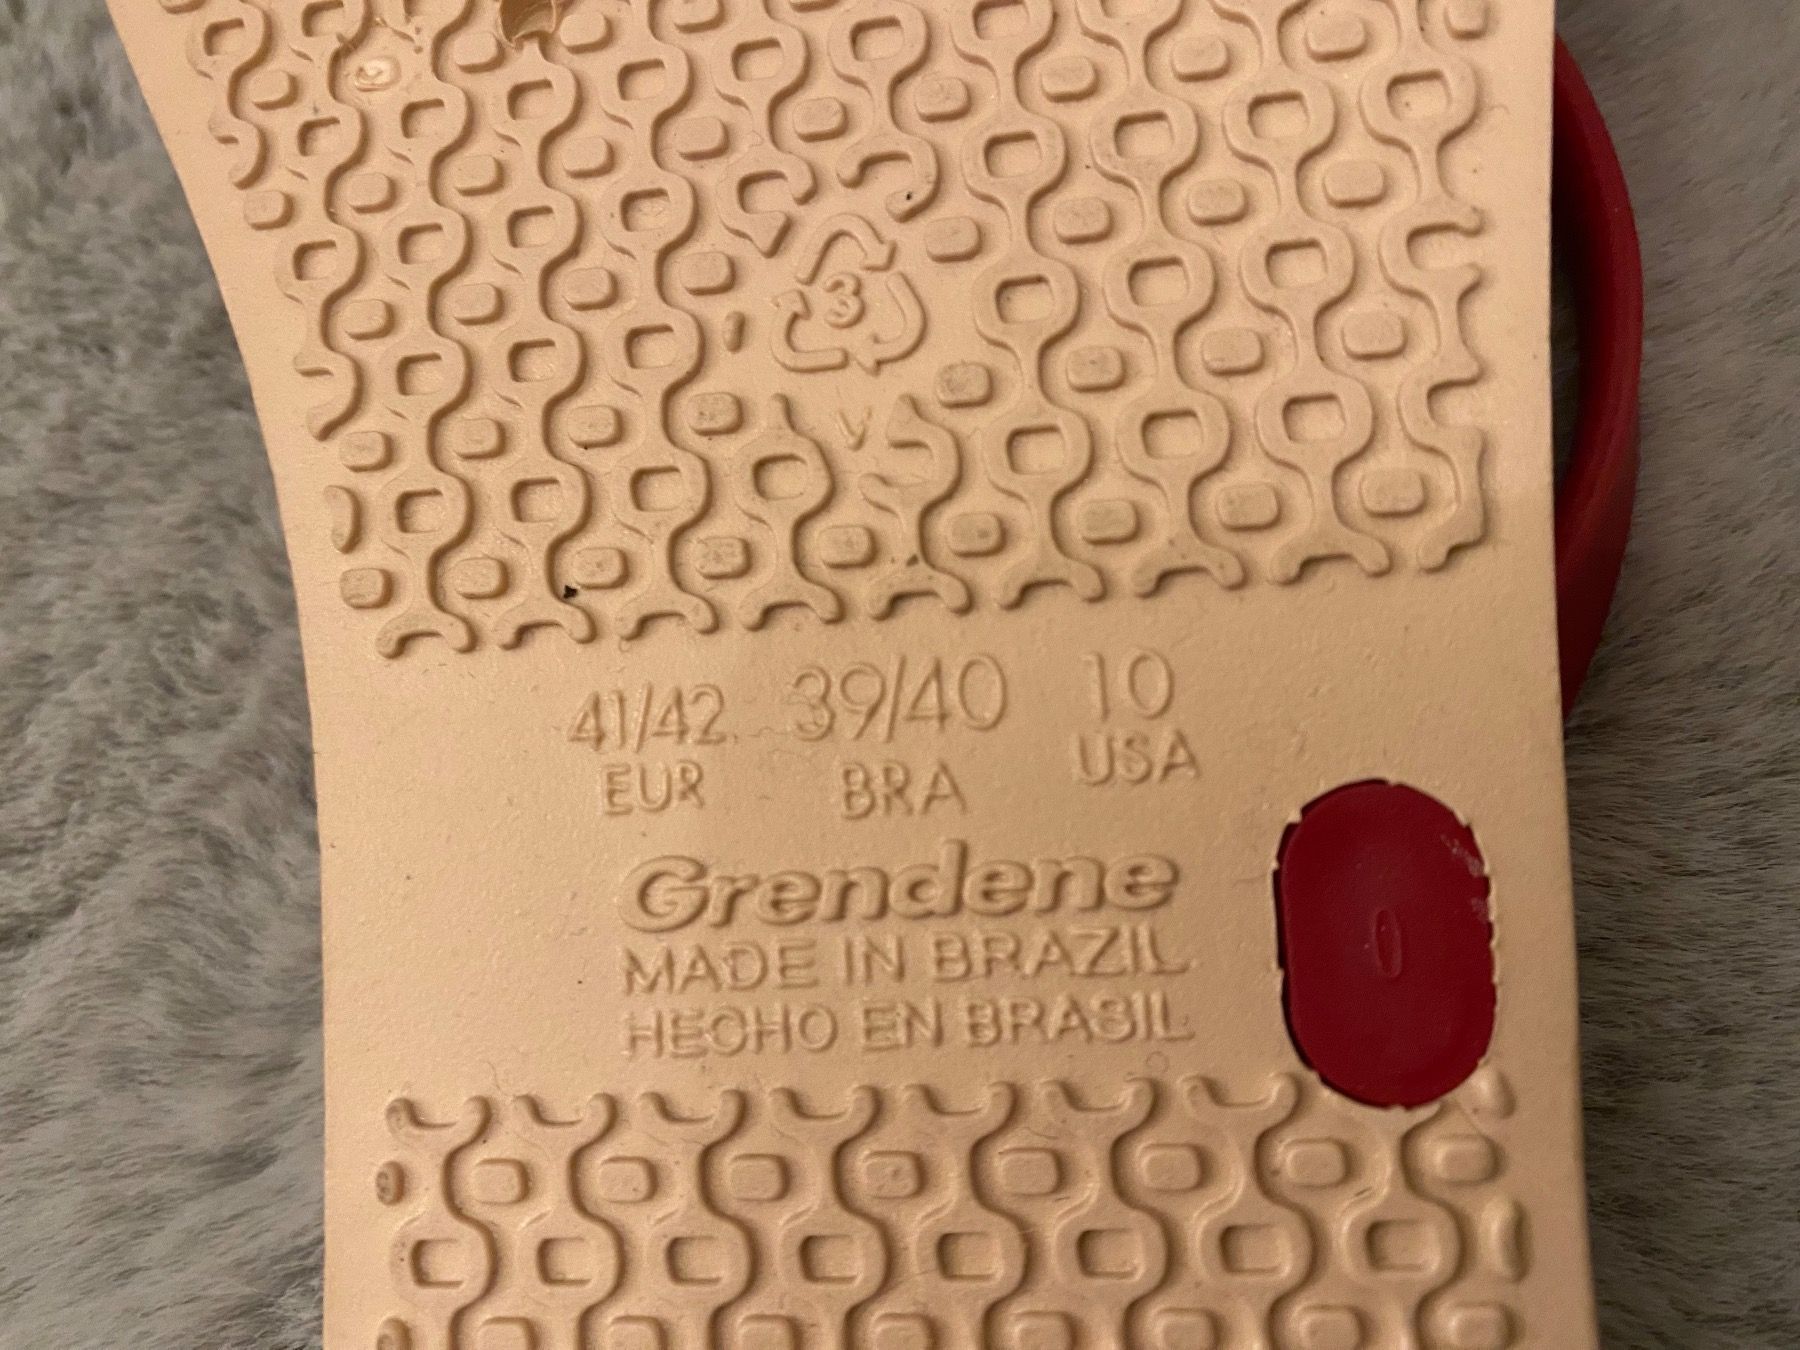 3
V
41/42 39/40 10
EUR BRA USA
Grendene
MADE IN BRAZIL
HECHO EN BRASIL